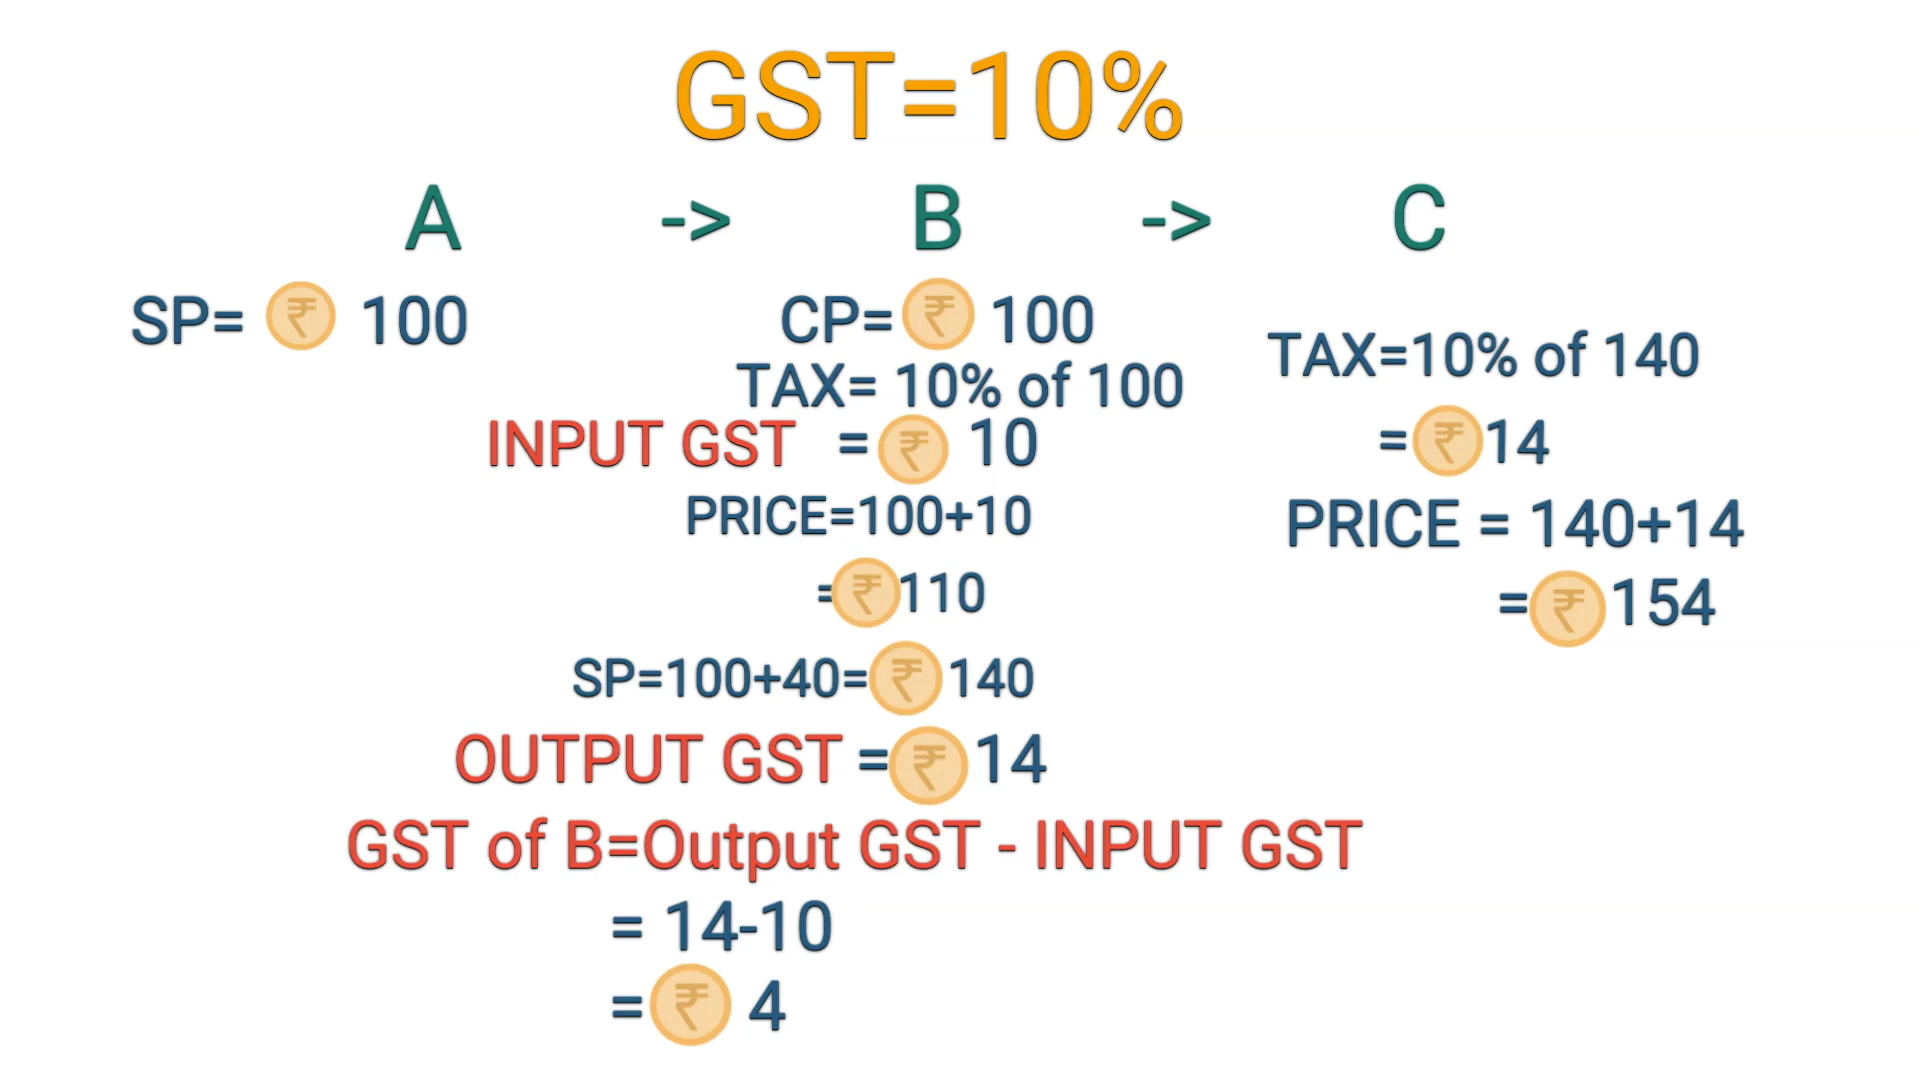 GST=10%
A -> B -> C
SP= ₹ 100
CP= ₹ 100
TAX= 10% of 100
INPUT GST = ₹ 10
PRICE=100+10
=₹110
SP=100+40=₹ 140
OUTPUT GST =₹ 14
GST of B=Output GST - INPUT GST
= 14-10
=₹ 4
TAX=10% of 140
=₹14
PRICE = 140+14
=₹154